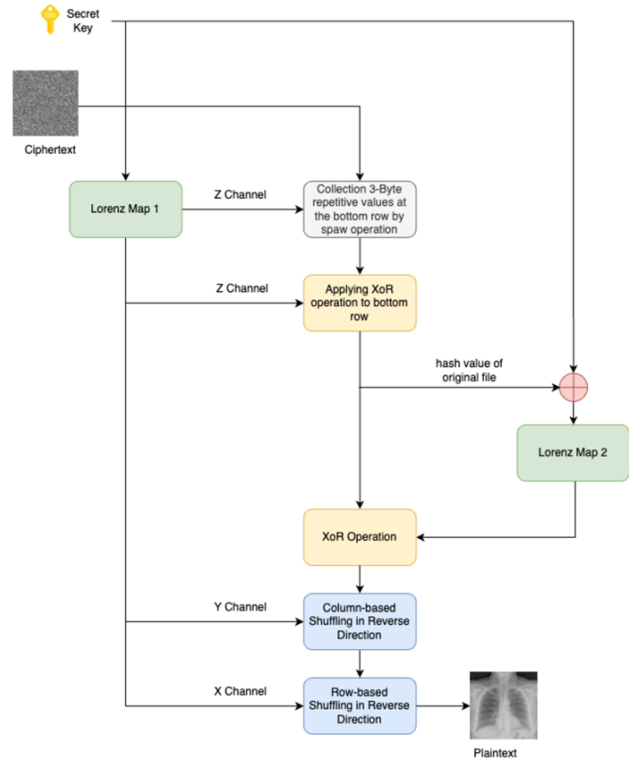 Secret
Key
Ciphertext
Lorenz Map 1
Z Channel
Collection 3-Byte
repetitive values at
the bottom row by
spaw operation
Z Channel
Applying XoR
operation to bottom
row
hash value of
original file
Lorenz Map 2
XoR Operation
Y Channel
Column-based
Shuffling in Reverse
Direction
X Channel
Row-based
Shuffling in Reverse
Direction
Plaintext